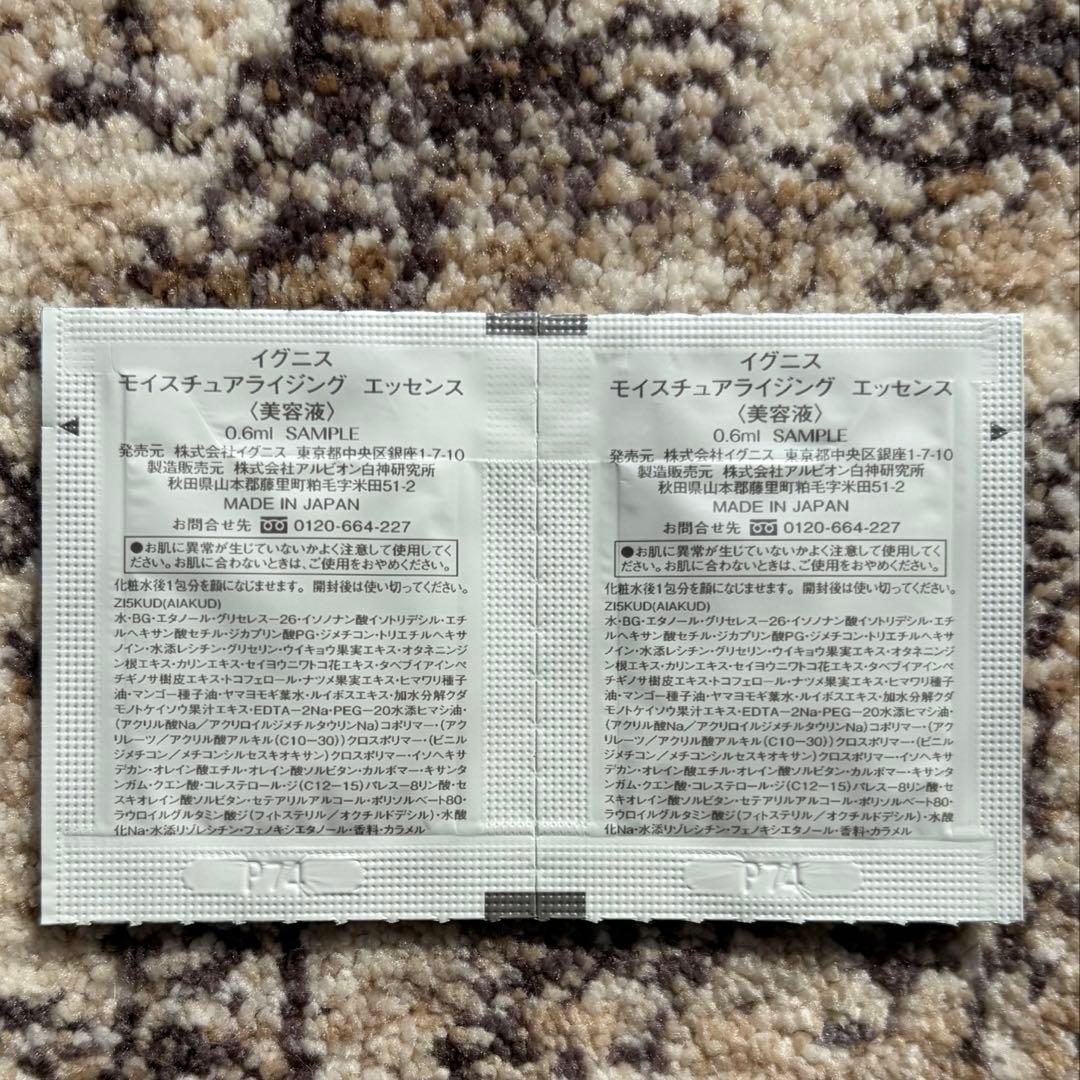 イグニス
モイスチュアライジング エッセンス
〈美容液〉
0.6ml SAMPLE
発売元 株式会社イグニス 東京都中央区銀座1-7-10
製造販売元 株式会社アルビオン白神研究所
秋田県山本郡藤里町粕毛字米田51-2
MADE IN JAPAN
お問合せ先 0120-664-227
●お肌に異常が生じていないかよく注意して使用してく
ださい。お肌に合わないときは、ご使用をおやめください。
化粧水後1包分を顔になじませます。開封後は使い切ってください。
ZI5KUD(AIAKUD)
水・BG・エタノール・グリセレス-26・イソノナン酸イソトリデシル・エチ
ルヘキサン酸セチル・ジカプリン酸PG・ジメチコン・トリエチルヘキサ
ノイン・水添レシチン・グリセリン・ウイキョウ果実エキス・オタネニンジ
ン根エキス・カリンエキス・セイヨウニワトコ花エキス・タベブイアインペ
チギノサ樹皮エキス・トコフェロール・ナツメ果実エキス・ヒマワリ種子
油・マンゴー種子油・ヤマヨモギ葉水・ルイボスエキス・加水分解クダ
モノトケイソウ果汁エキス・EDTA-2Na・PEG-20水添ヒマシ油・
(アクリル酸Na/アクリロイルジメチルタウリンNa)コポリマー・(アク
リレーツ/アクリル酸アルキル(C10-30))クロスポリマー・(ビニル
ジメチコン/メチコンシルセスキオキサン)クロスポリマー・イソヘキサ
デカン・オレイン酸エチル・オレイン酸ソルビタン・カルボマー・キサンタ
ンガム・クエン酸・コレステロール・ジ(C12-15)パレス-8リン酸・セ
スキオレイン酸ソルビタン・セテアリルアルコール・ポリソルベート80・
ラウロイルグルタミン酸ジ(フィトステリル/オクチルドデシル)・水酸
化Na・水添リゾレシチン・フェノキシエタノール・香料・カラメル
P74
イグニス
モイスチュアライジング エッセンス
〈美容液〉
0.6ml SAMPLE
発売元 株式会社イグニス 東京都中央区銀座1-7-10
製造販売元 株式会社アルビオン白神研究所
秋田県山本郡藤里町粕毛字米田51-2
MADE IN JAPAN
お問合せ先 0120-664-227
●お肌に異常が生じていないかよく注意して使用してく
ださい。お肌に合わないときは、ご使用をおやめください。
化粧水後1包分を顔になじませます。開封後は使い切ってください。
ZI5KUD(AIAKUD)
水・BG・エタノール・グリセレス-26・イソノナン酸イソトリデシル・エチ
ルヘキサン酸セチル・ジカプリン酸PG・ジメチコン・トリエチルヘキサ
ノイン・水添レシチン・グリセリン・ウイキョウ果実エキス・オタネニンジ
ン根エキス・カリンエキス・セイヨウニワトコ花エキス・タベブイアインペ
チギノサ樹皮エキス・トコフェロール・ナツメ果実エキス・ヒマワリ種子
油・マンゴー種子油・ヤマヨモギ葉水・ルイボスエキス・加水分解クダ
モノトケイソウ果汁エキス・EDTA-2Na・PEG-20水添ヒマシ油・
(アクリル酸Na/アクリロイルジメチルタウリンNa)コポリマー・(アク
リレーツ/アクリル酸アルキル(C10-30))クロスポリマー・(ビニル
ジメチコン/メチコンシルセスキオキサン)クロスポリマー・イソヘキサ
デカン・オレイン酸エチル・オレイン酸ソルビタン・カルボマー・キサンタ
ンガム・クエン酸・コレステロール・ジ(C12-15)パレス-8リン酸・セ
スキオレイン酸ソルビタン・セテアリルアルコール・ポリソルベート80・
ラウロイルグルタミン酸ジ(フィトステリル/オクチルドデシル)・水酸
化Na・水添リゾレシチン・フェノキシエタノール・香料・カラメル
P74